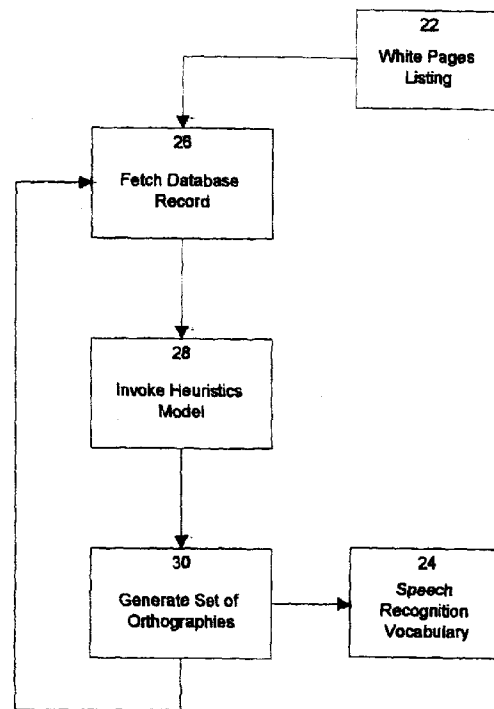 22
White Pages
Listing
26
Fetch Database
Record
28
Invoke Heuristics
Model
30
Generate Set of
Orthographies
24
Speech
Recognition
Vocabulary